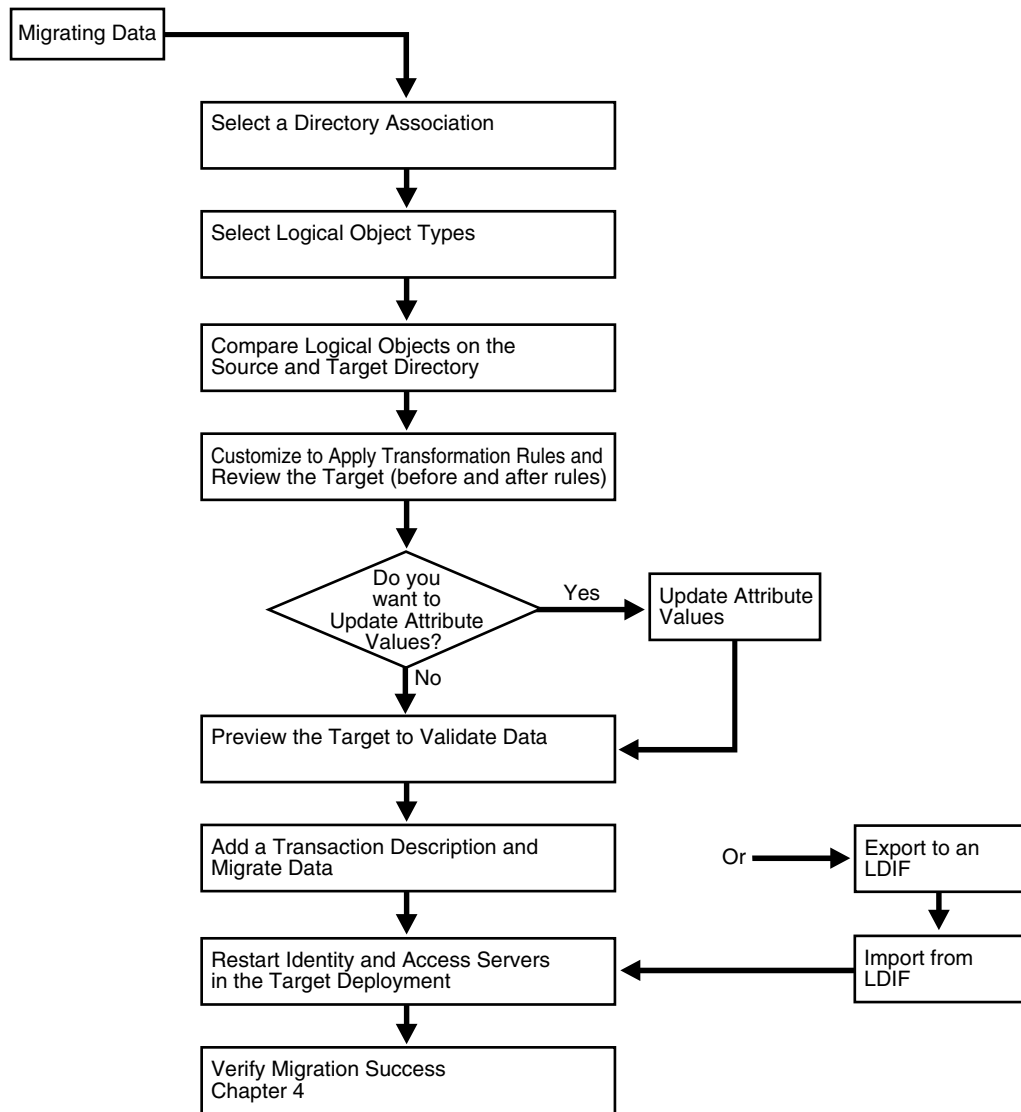 Migrating Data
Select a Directory Association
Select Logical Object Types
Compare Logical Objects on the
Source and Target Directory
Customize to Apply Transformation Rules and
Review the Target (before and after rules)
Do you
want to
Update Attribute
Values?
Yes
Update Attribute
Values
No
Preview the Target to Validate Data
Add a Transaction Description and
Migrate Data
Or
Export to an
LDIF
Restart Identity and Access Servers
in the Target Deployment
Import from
LDIF
Verify Migration Success
Chapter 4